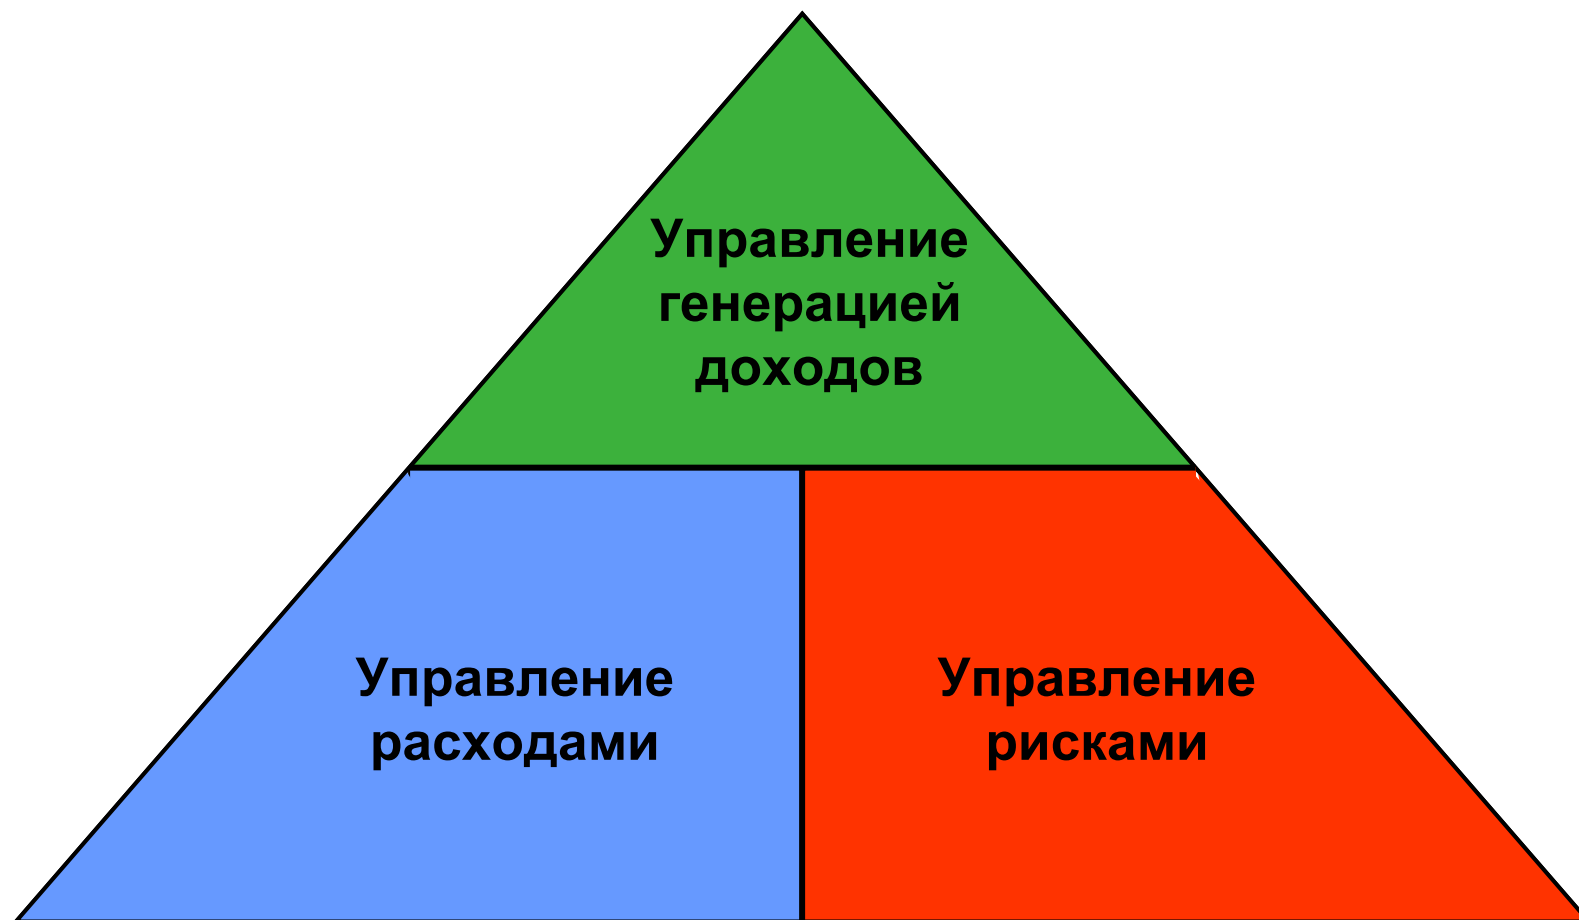 Управление
генерацией
доходов
Управление
расходами
Управление
рисками